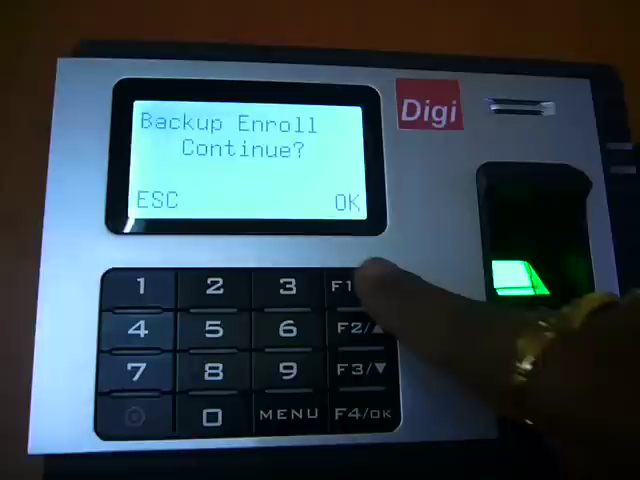 Backup Enroll
Continue?
ESC OK
Digi
1 2 3 F1
4 5 6 F2/▲
7 8 9 F3/▼
0 MENU F4/OK